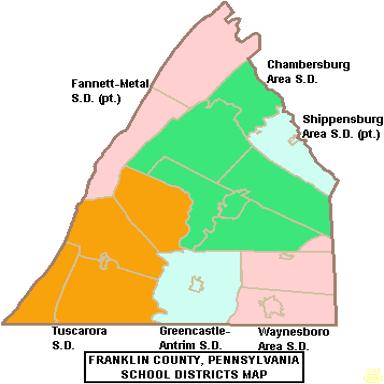 Chambersburg
Area S.D.
Fannett-Metal
S.D. (pt.)
Shippensburg
Area S.D. (pt.)
Tuscarora
S.D.
Greencastle-
Antrim S.D.
Waynesboro
Area S.D.
FRANKLIN COUNTY, PENNSYLVANIA
SCHOOL DISTRICTS MAP